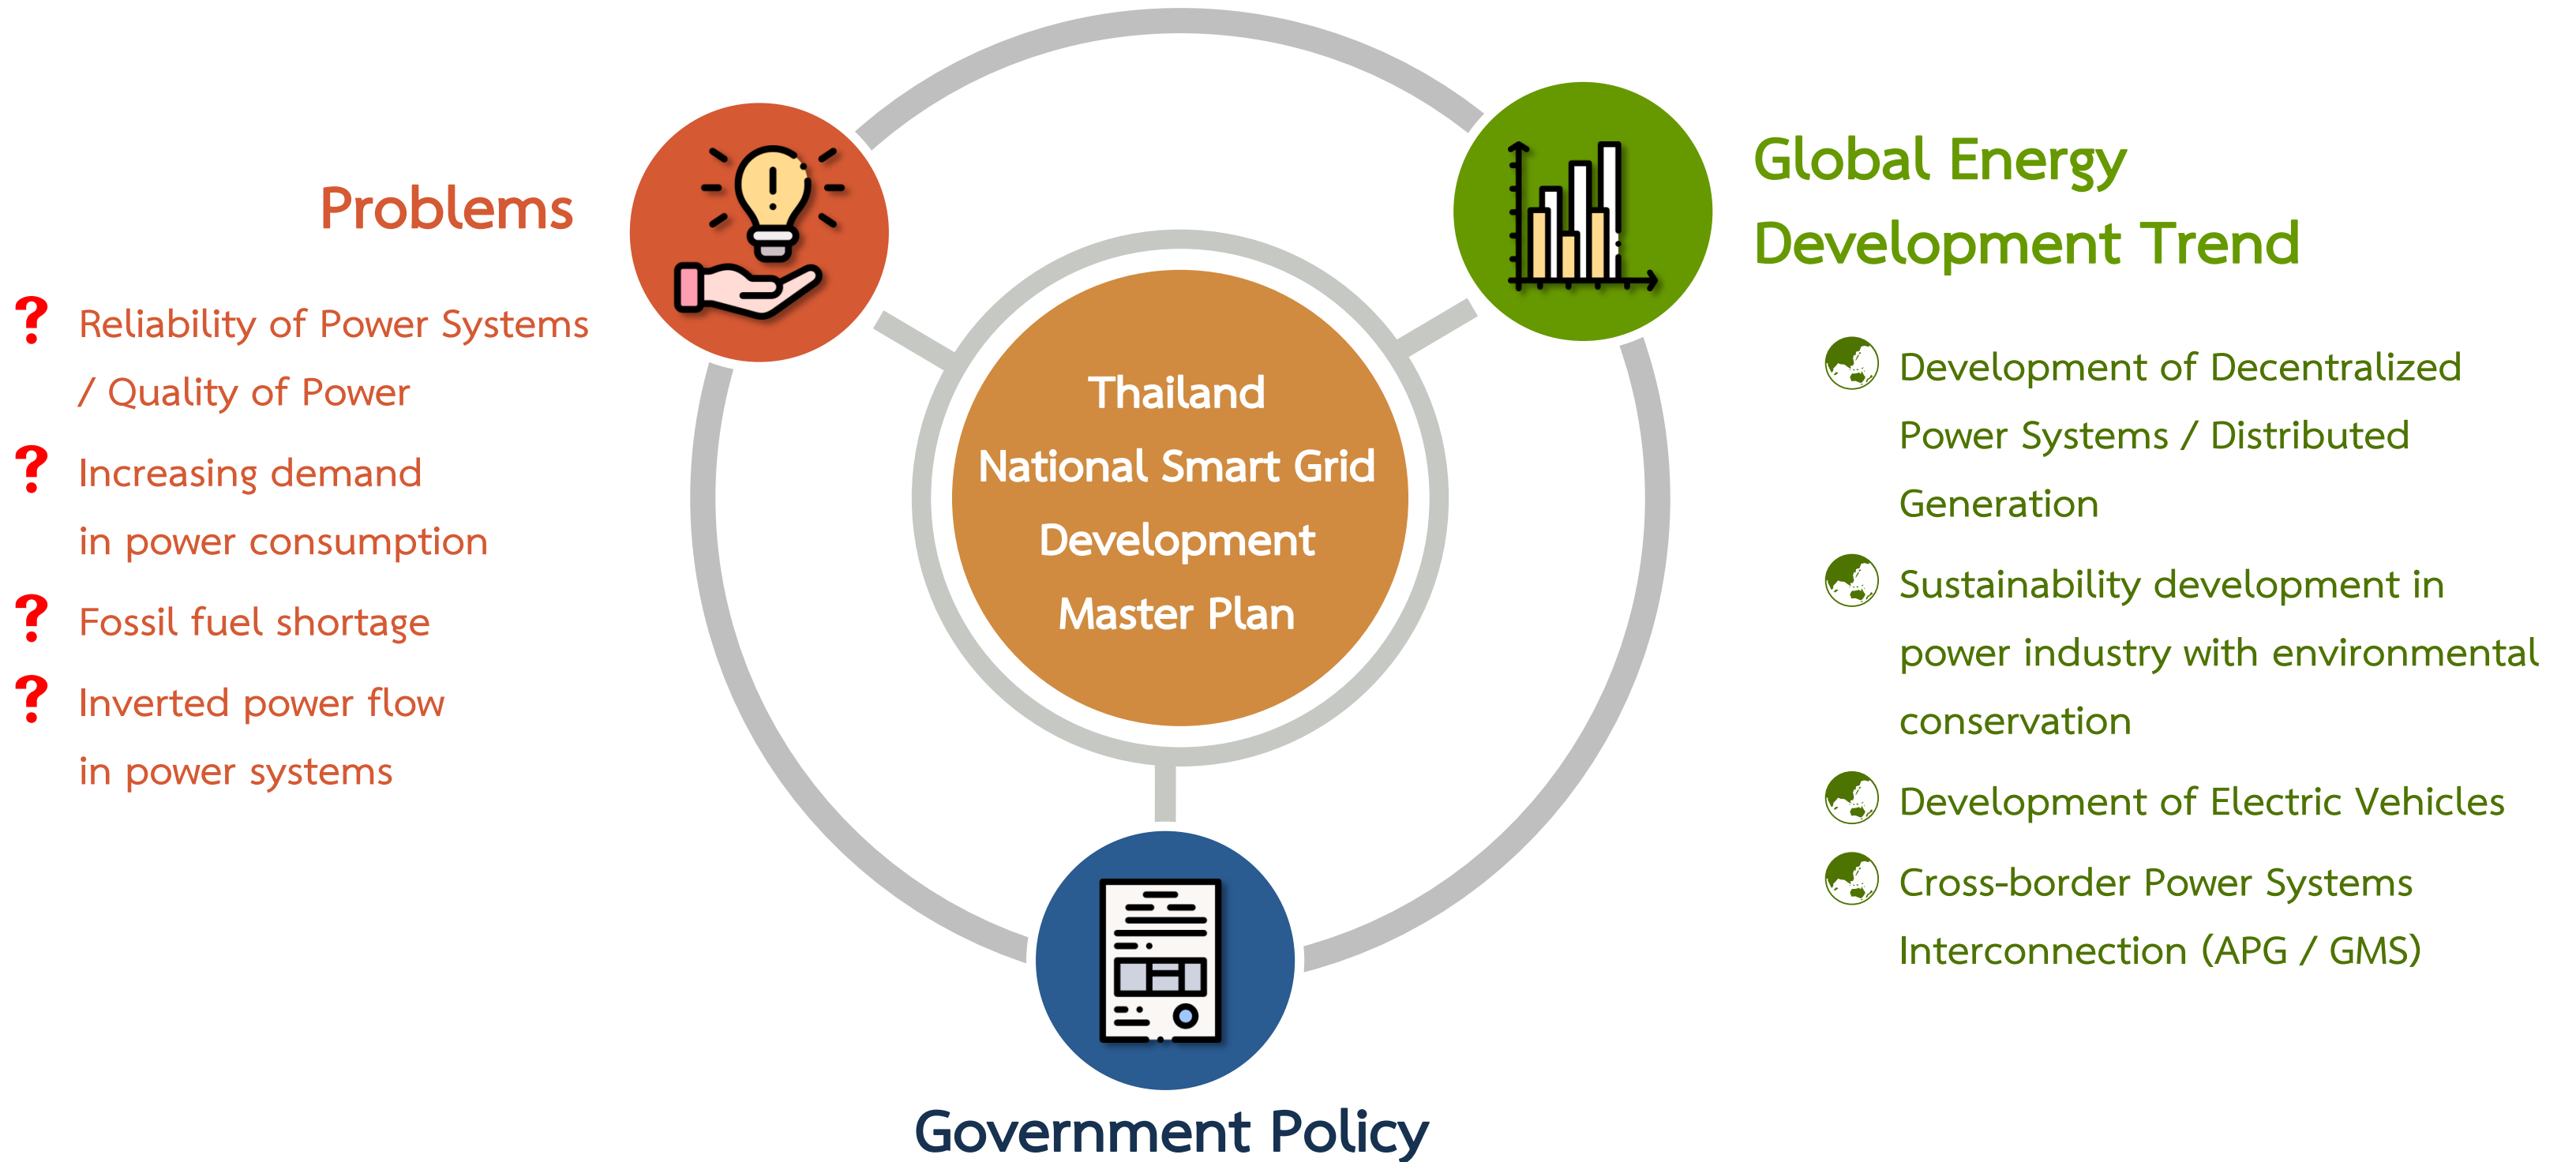 Problems
? Reliability of Power Systems
/ Quality of Power
? Increasing demand
in power consumption
? Fossil fuel shortage
? Inverted power flow
in power systems
Thailand
National Smart Grid
Development
Master Plan
Global Energy
Development Trend
Development of Decentralized
Power Systems / Distributed
Generation
Sustainability development in
power industry with environmental
conservation
Development of Electric Vehicles
Cross-border Power Systems
Interconnection (APG / GMS)
Government Policy